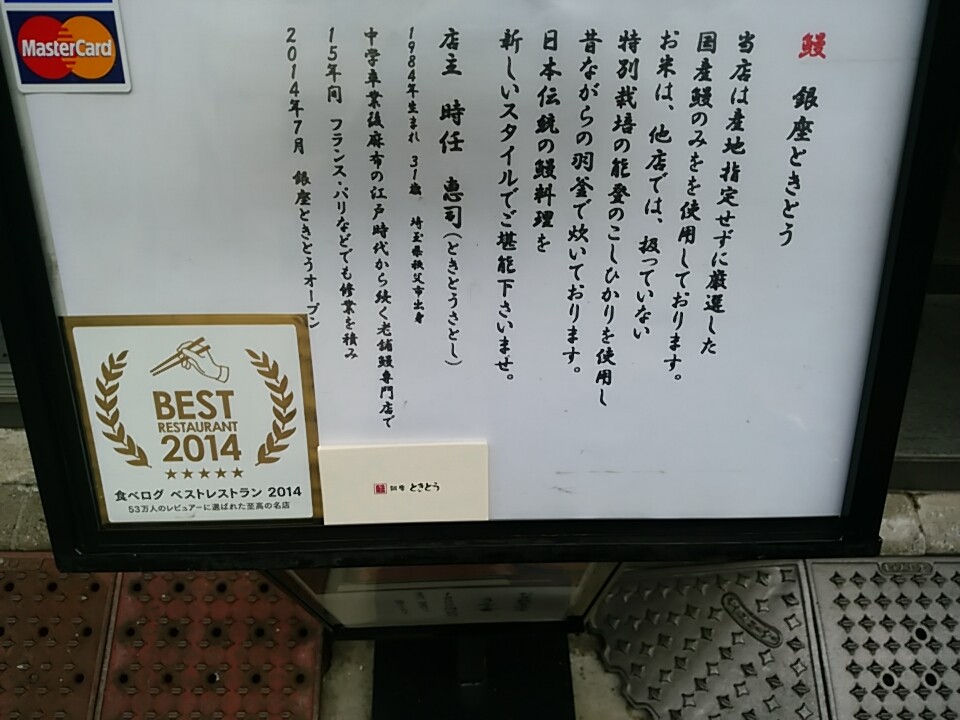 鰻 銀座ときとう
当店は産地指定せずに厳選した
国産鰻のみをを使用しております。
お米は、他店では、扱っていない
特別栽培の能登のこしひかりを使用し
昔ながらの羽釜で炊いております。
日本伝統の鰻料理を
新しいスタイルでご堪能下さいいませ。
店主 時任 恵司(ときとうさとし)
1984年生まれ 31歳 埼玉県秩父市出身
中学卒業後麻布の江戸時代から続く老舗鰻専門店で
15年間 フランス・パリなどでも修業を積み
2014年7月 銀座ときとうオープン
MasterCard
BEST
RESTAURANT
2014
食べログ ベストレストラン 2014
53万人のレビュアーに選ばれた至高の名店
鰻 銀座 ときとう